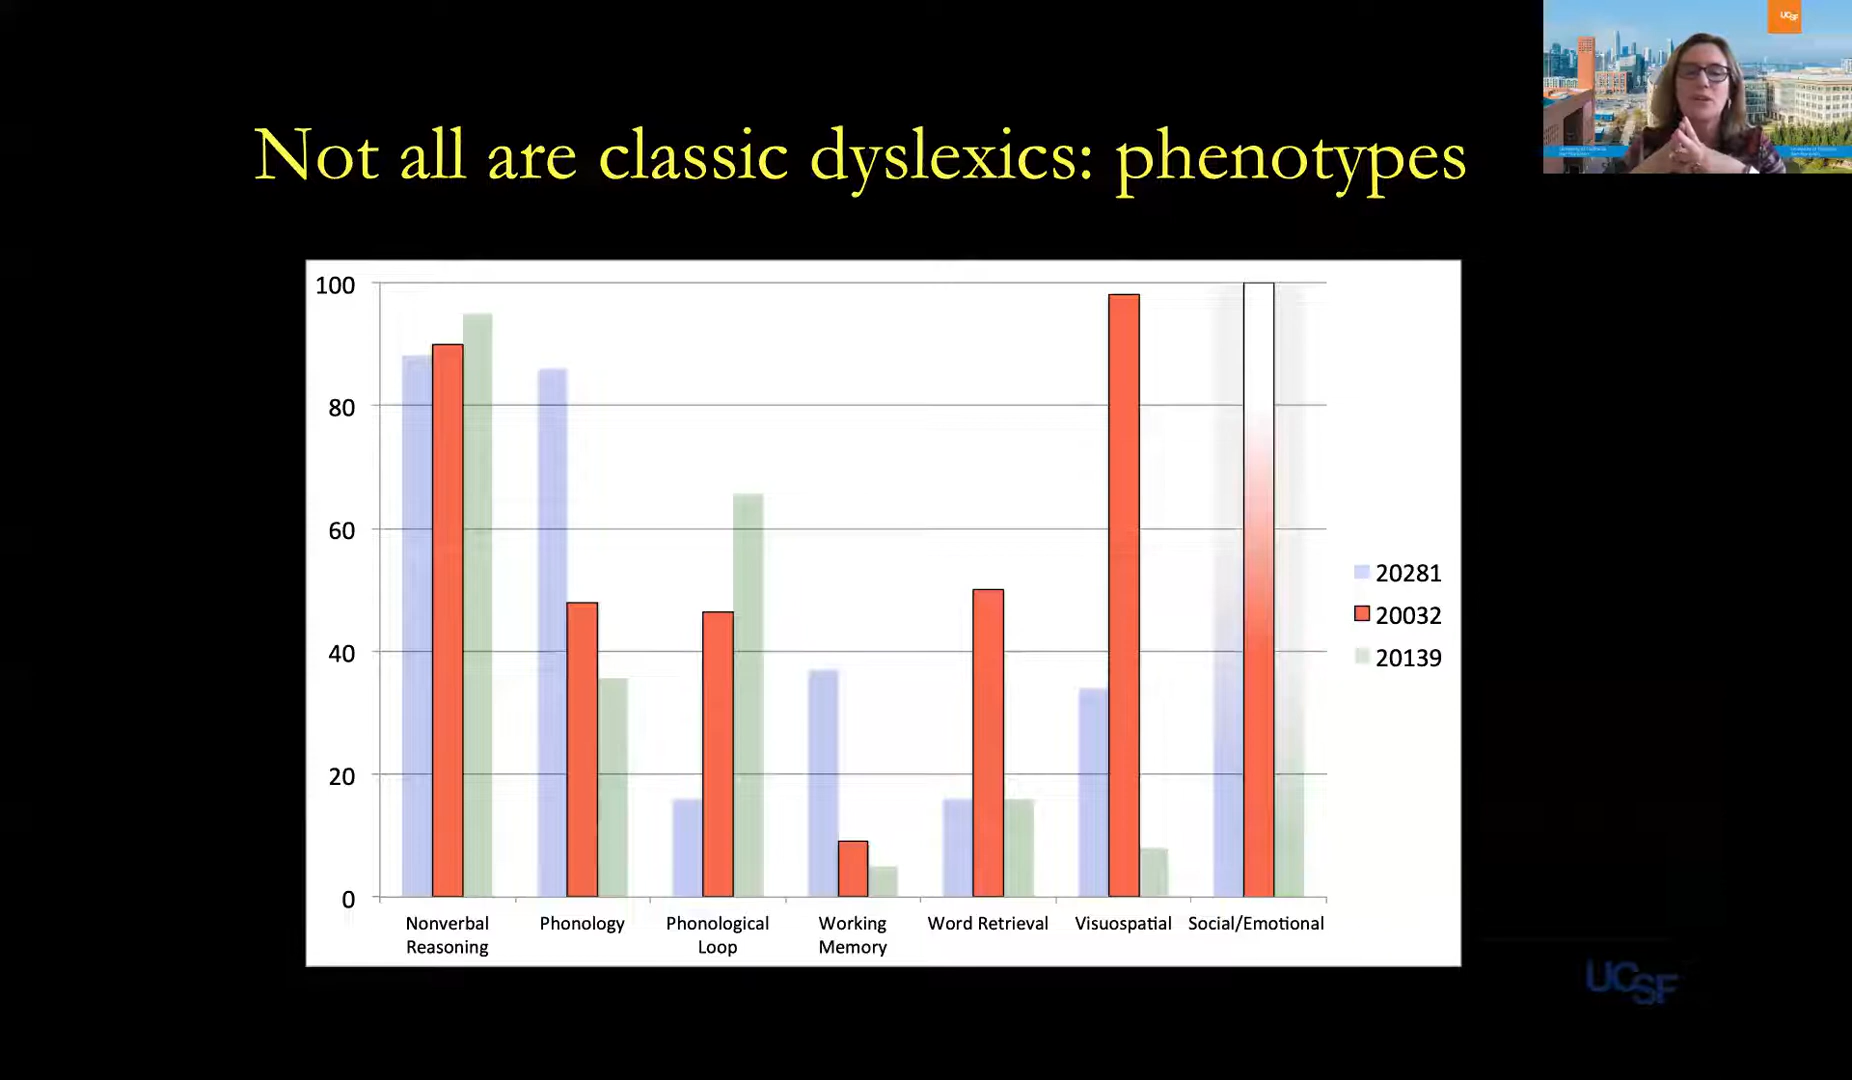 UCSF
Not all are classic dyslexics: phenotypes
100
80
60
40
20
0
Nonverbal
Reasoning
Phonology
Phonological
Loop
Working
Memory
Word Retrieval
Visuospatial
Social/Emotional
20281
20032
20139
UCSF